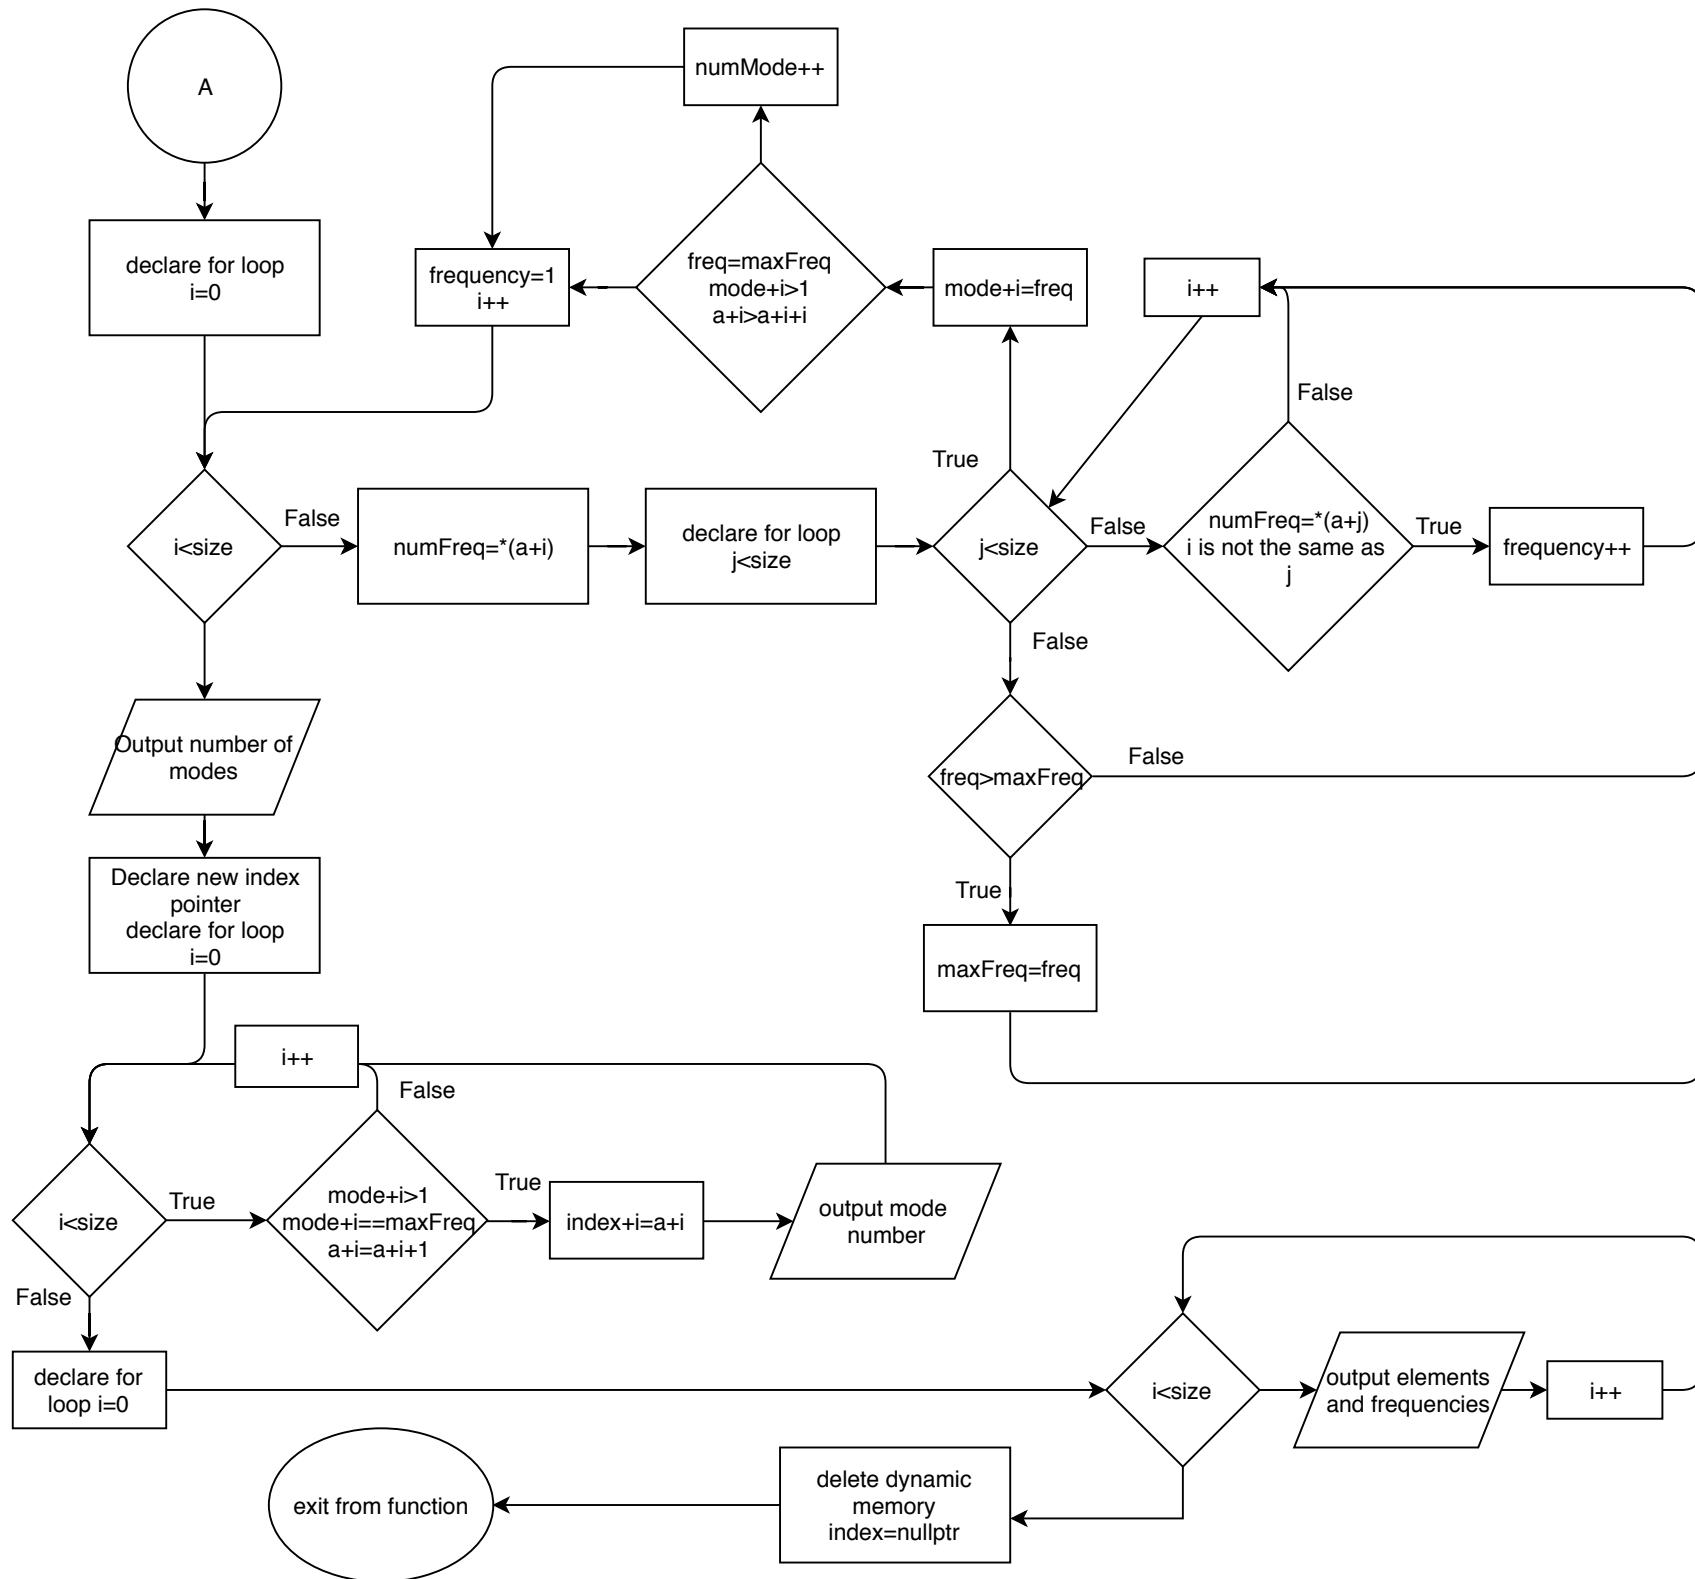 A
numMode++
declare for loop
i=0
frequency=1
i++
freq=maxFreq
mode+i>1
a+i>a+i+i
mode+i=freq
i++
False
True
i<size
False
numFreq=*(a+i)
declare for loop
j<size
j<size
False
numFreq=*(a+j)
i is not the same as
j
True
frequency++
False
Output number of
modes
freq>maxFreq
False
True
maxFreq=freq
Declare new index
pointer
declare for loop
i=0
i++
False
i<size
True
mode+i>1
mode+i==maxFreq
a+i=a+i+1
True
index+i=a+i
output mode
number
False
declare for
loop i=0
i<size
output elements
and frequencies
i++
delete dynamic
memory
index=nullptr
exit from function